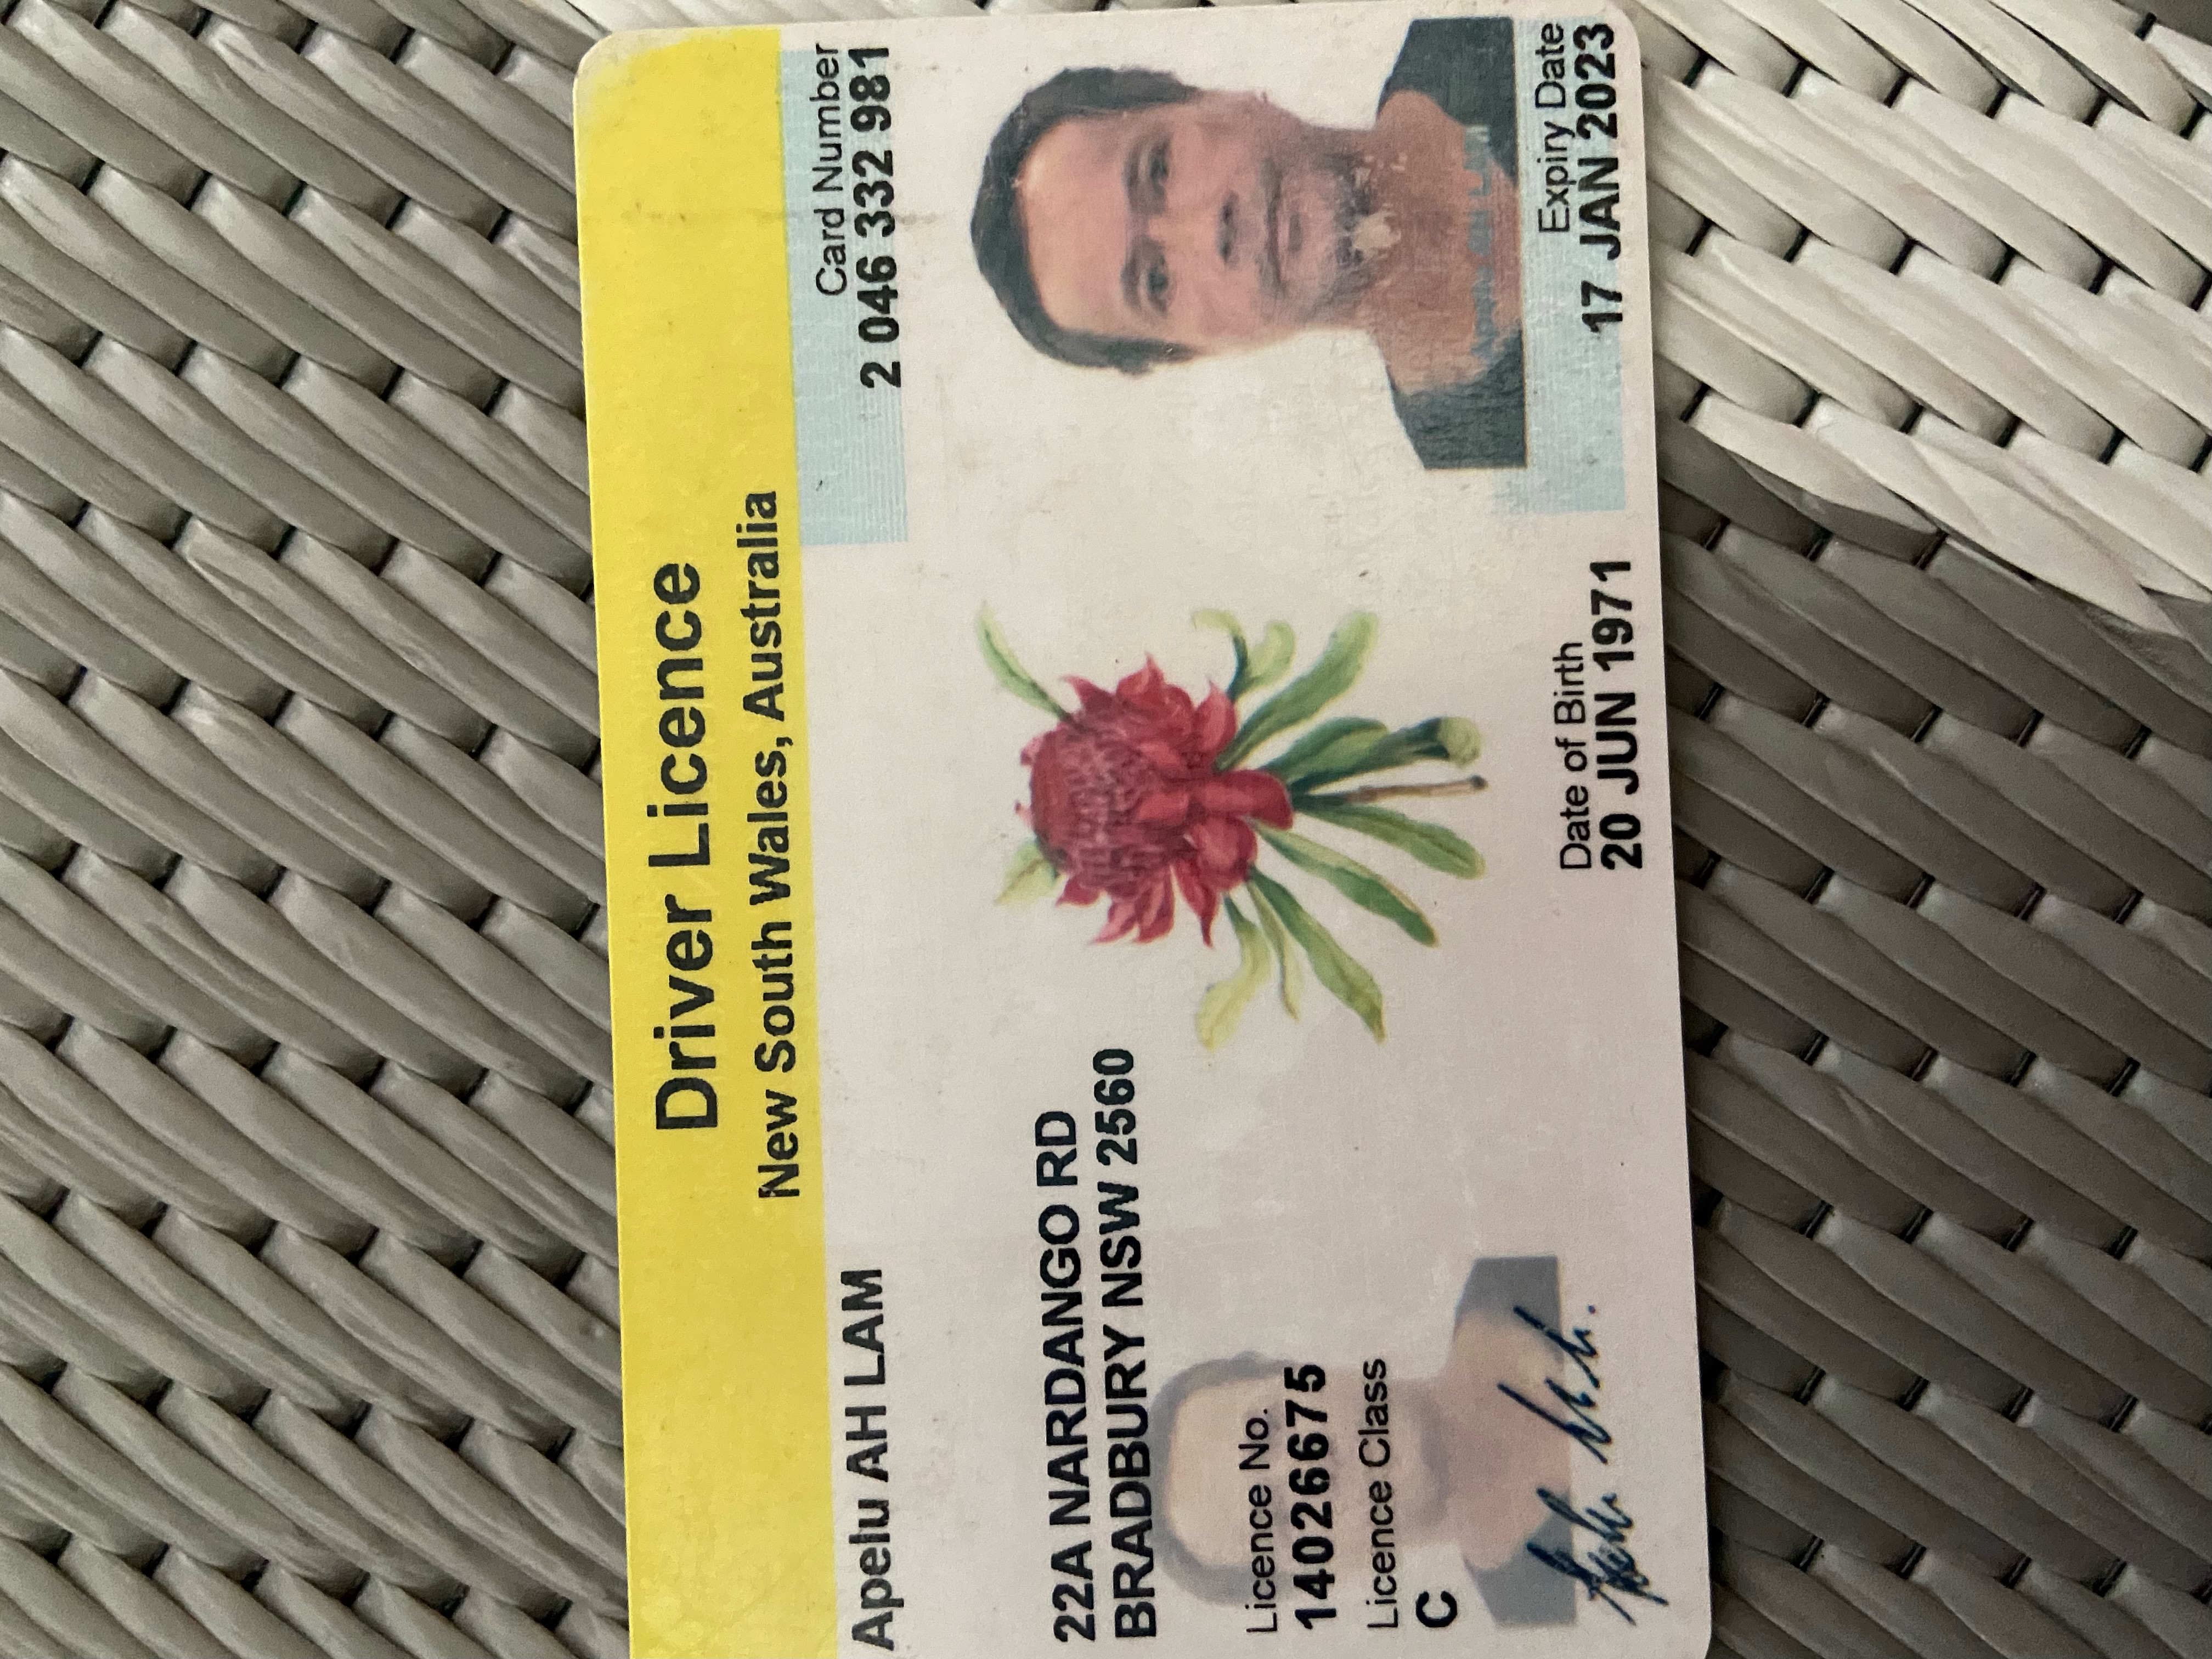 Driver Licence
New South Wales, Australia
Apelu AH LAM
Card Number
2 046 332 981
22A NARDANGO RD
BRADBURY NSW 2560
Licence No.
14026675
Licence Class
C
Date of Birth
20 JUN 1971
Expiry Date
17 JAN 2023